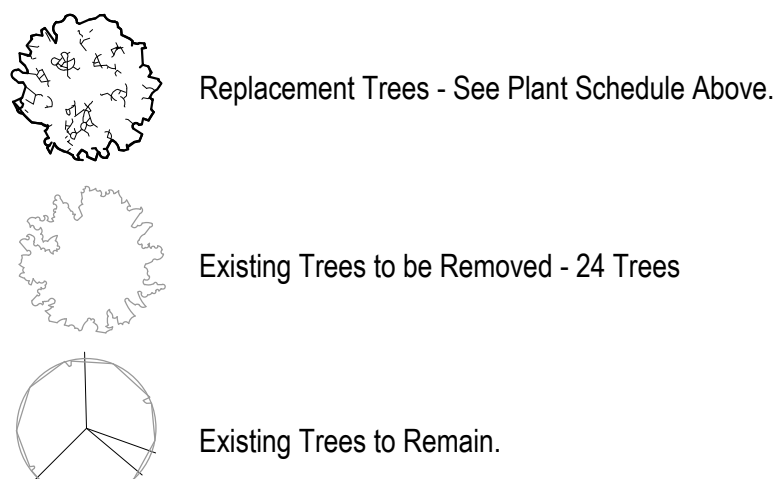 Replacement Trees - See Plant Schedule Above.
Existing Trees to be Removed - 24 Trees
Existing Trees to Remain.